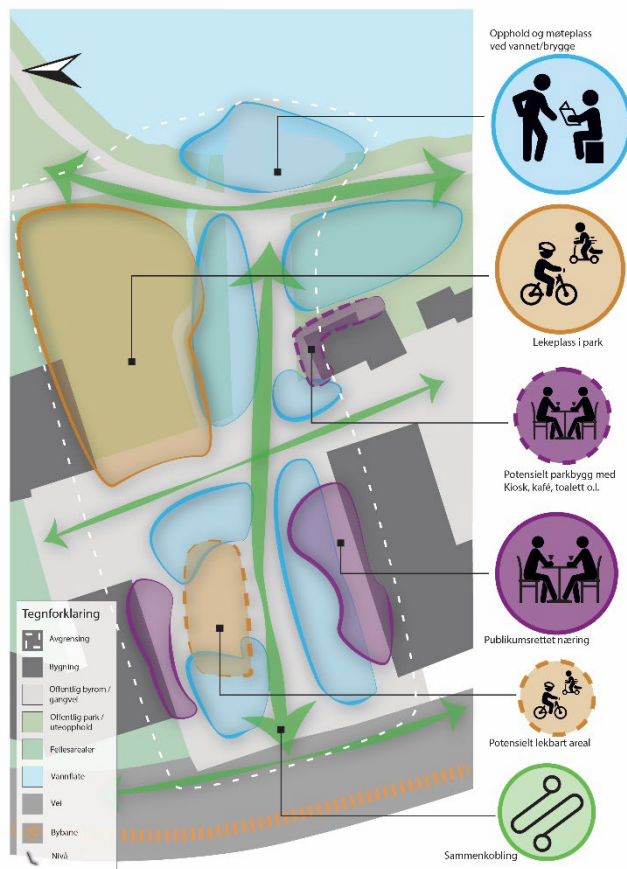 Opphold og møteplass
ved vannet/brygge
Lekeplass i park
Potensielt parkbygg med
Kiosk, kafé, toalett o.l.
Publikumsrettet næring
Potensielt lekbart areal
Sammenkobling
Tegnforklaring
Avgrensing
Bygning
Offentlig byrom /
gangvei
Offentlig park /
uteopphold
Fellesarealer
Vannflate
Vei
Bybane
Nivå